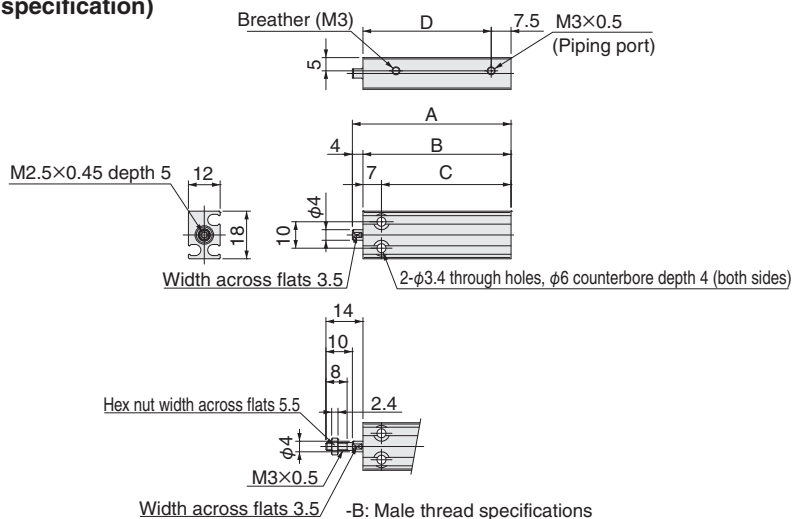 specification)
Breather (M3)
D
7.5
M3×0.5
(Piping port)
5
A
4
B
7
C
M2.5×0.45 depth 5
12
φ4
10
18
Width across flats 3.5
2-φ3.4 through holes, φ6 counterbore depth 4 (both sides)
14
10
8
Hex nut width across flats 5.5
2.4
φ4
M3×0.5
Width across flats 3.5
-B: Male thread specifications